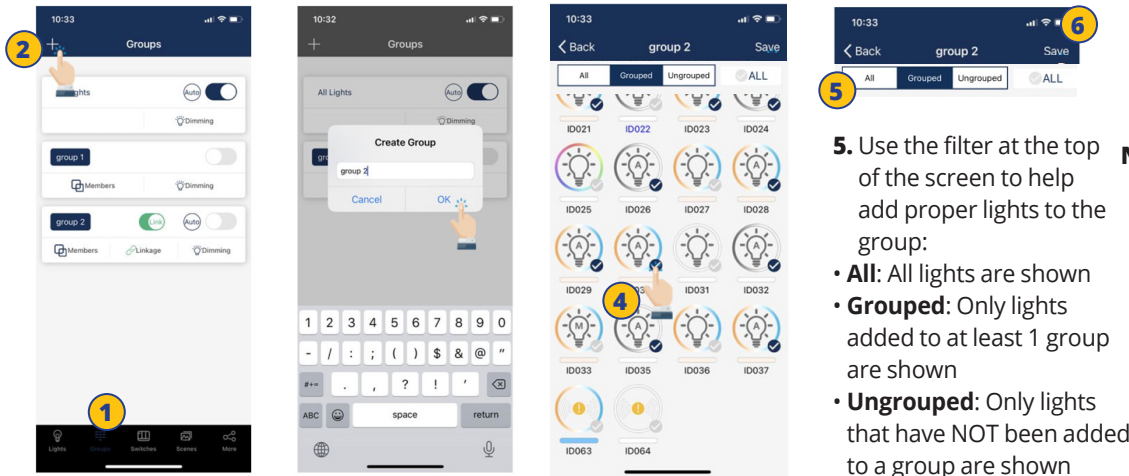 10:33
2
Groups
ghts
Auto
Dimming
group 1
Members
Dimming
group 2
Link
Auto
Members
Linkage
Dimming
1
Lights
Groups
Switches
Scenes
More
10:32
Groups
All Lights
Auto
Dimming
Create Group
group 2
Cancel
OK
1 2 3 4 5 6 7 8 9 0
- / : ; ( ) $ & @ "
#+= . , ? ! '
ABC
space
return
10:33
Back
group 2
Save
All
Grouped
Ungrouped
ALL
ID021
ID022
ID023
ID024
ID025
ID026
ID027
ID028
A
A
A
ID029
ID031
ID032
4
M
A
A
ID033
ID035
ID036
ID037
ID063
ID064
10:33
6
Back
group 2
Save
5
All
Grouped
Ungrouped
ALL
5. Use the filter at the top
of the screen to help
add proper lights to the
group:
• All: All lights are shown
• Grouped: Only lights
added to at least 1 group
are shown
• Ungrouped: Only lights
that have NOT been added
to a group are shown